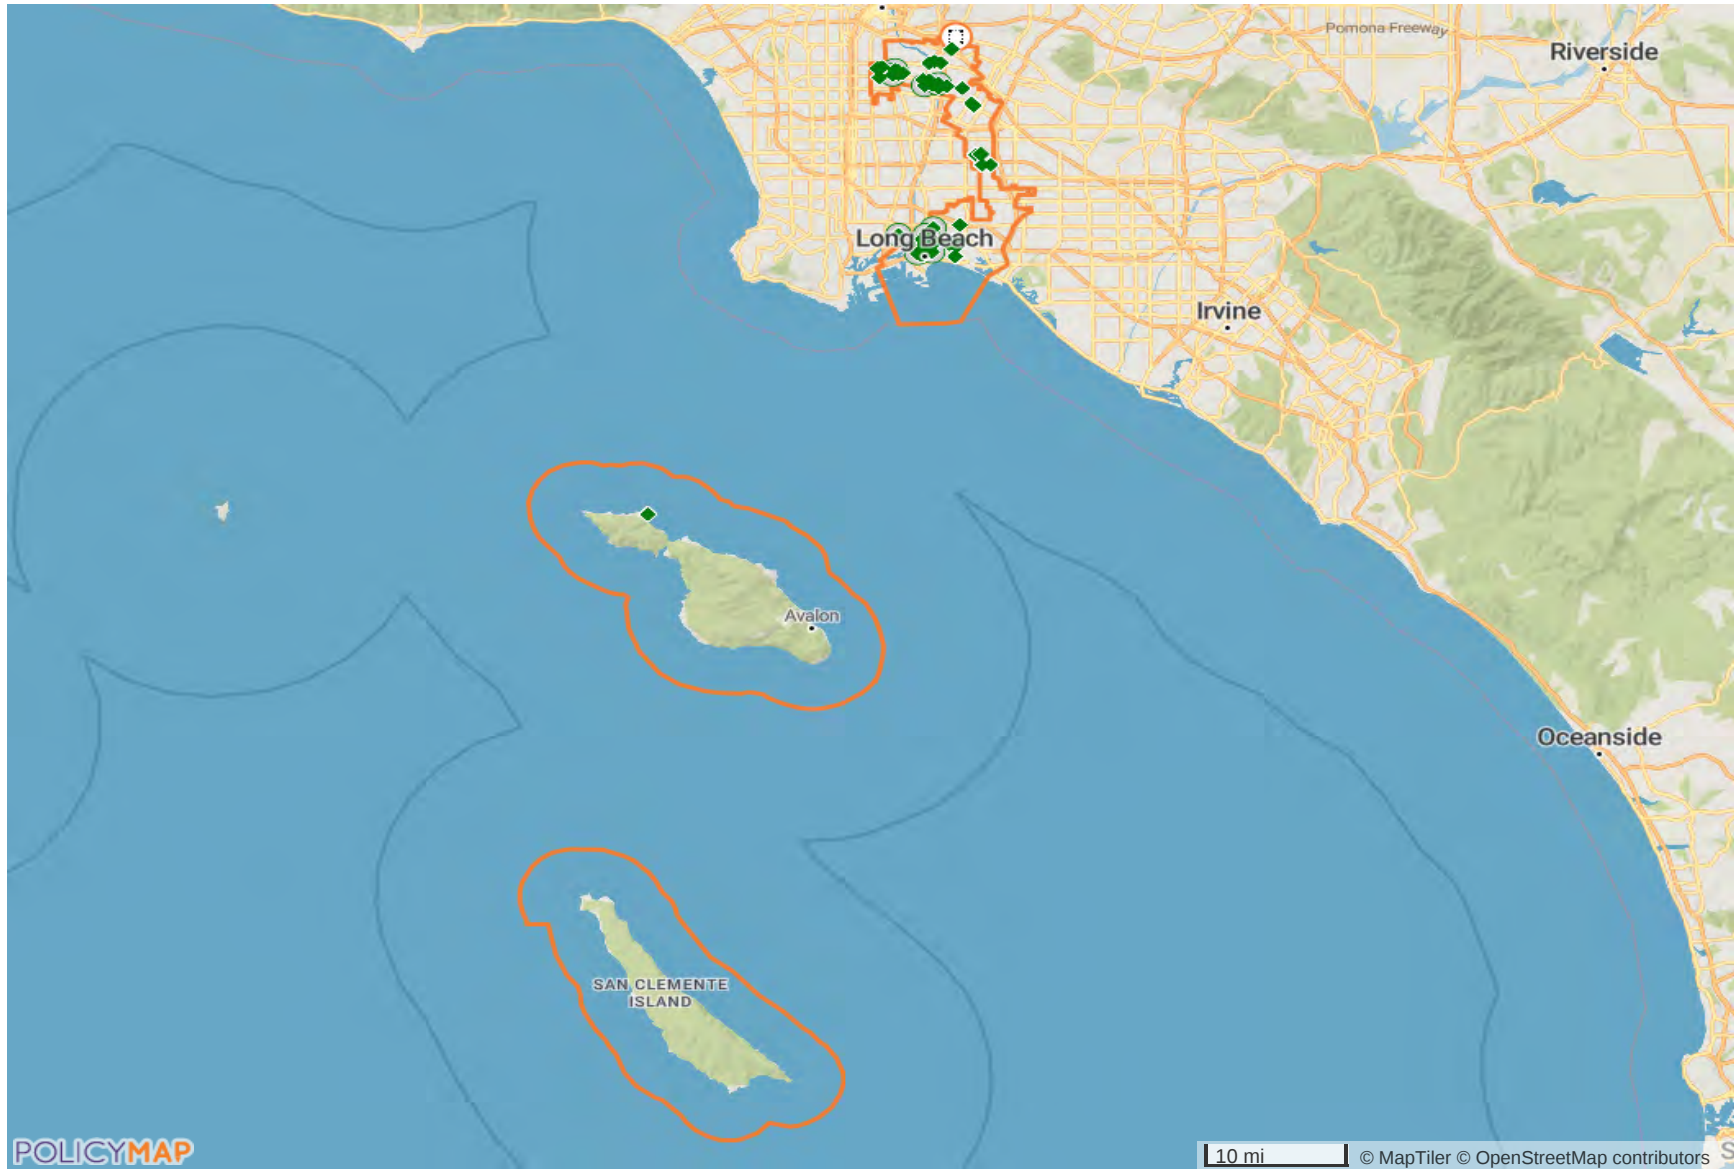 Pomona Freeway
Riverside
Long Beach
Irvine
Avalon
Oceanside
SAN CLEMENTE
ISLAND
POLICYMAP
10 mi
© MapTiler © OpenStreetMap contributors
S